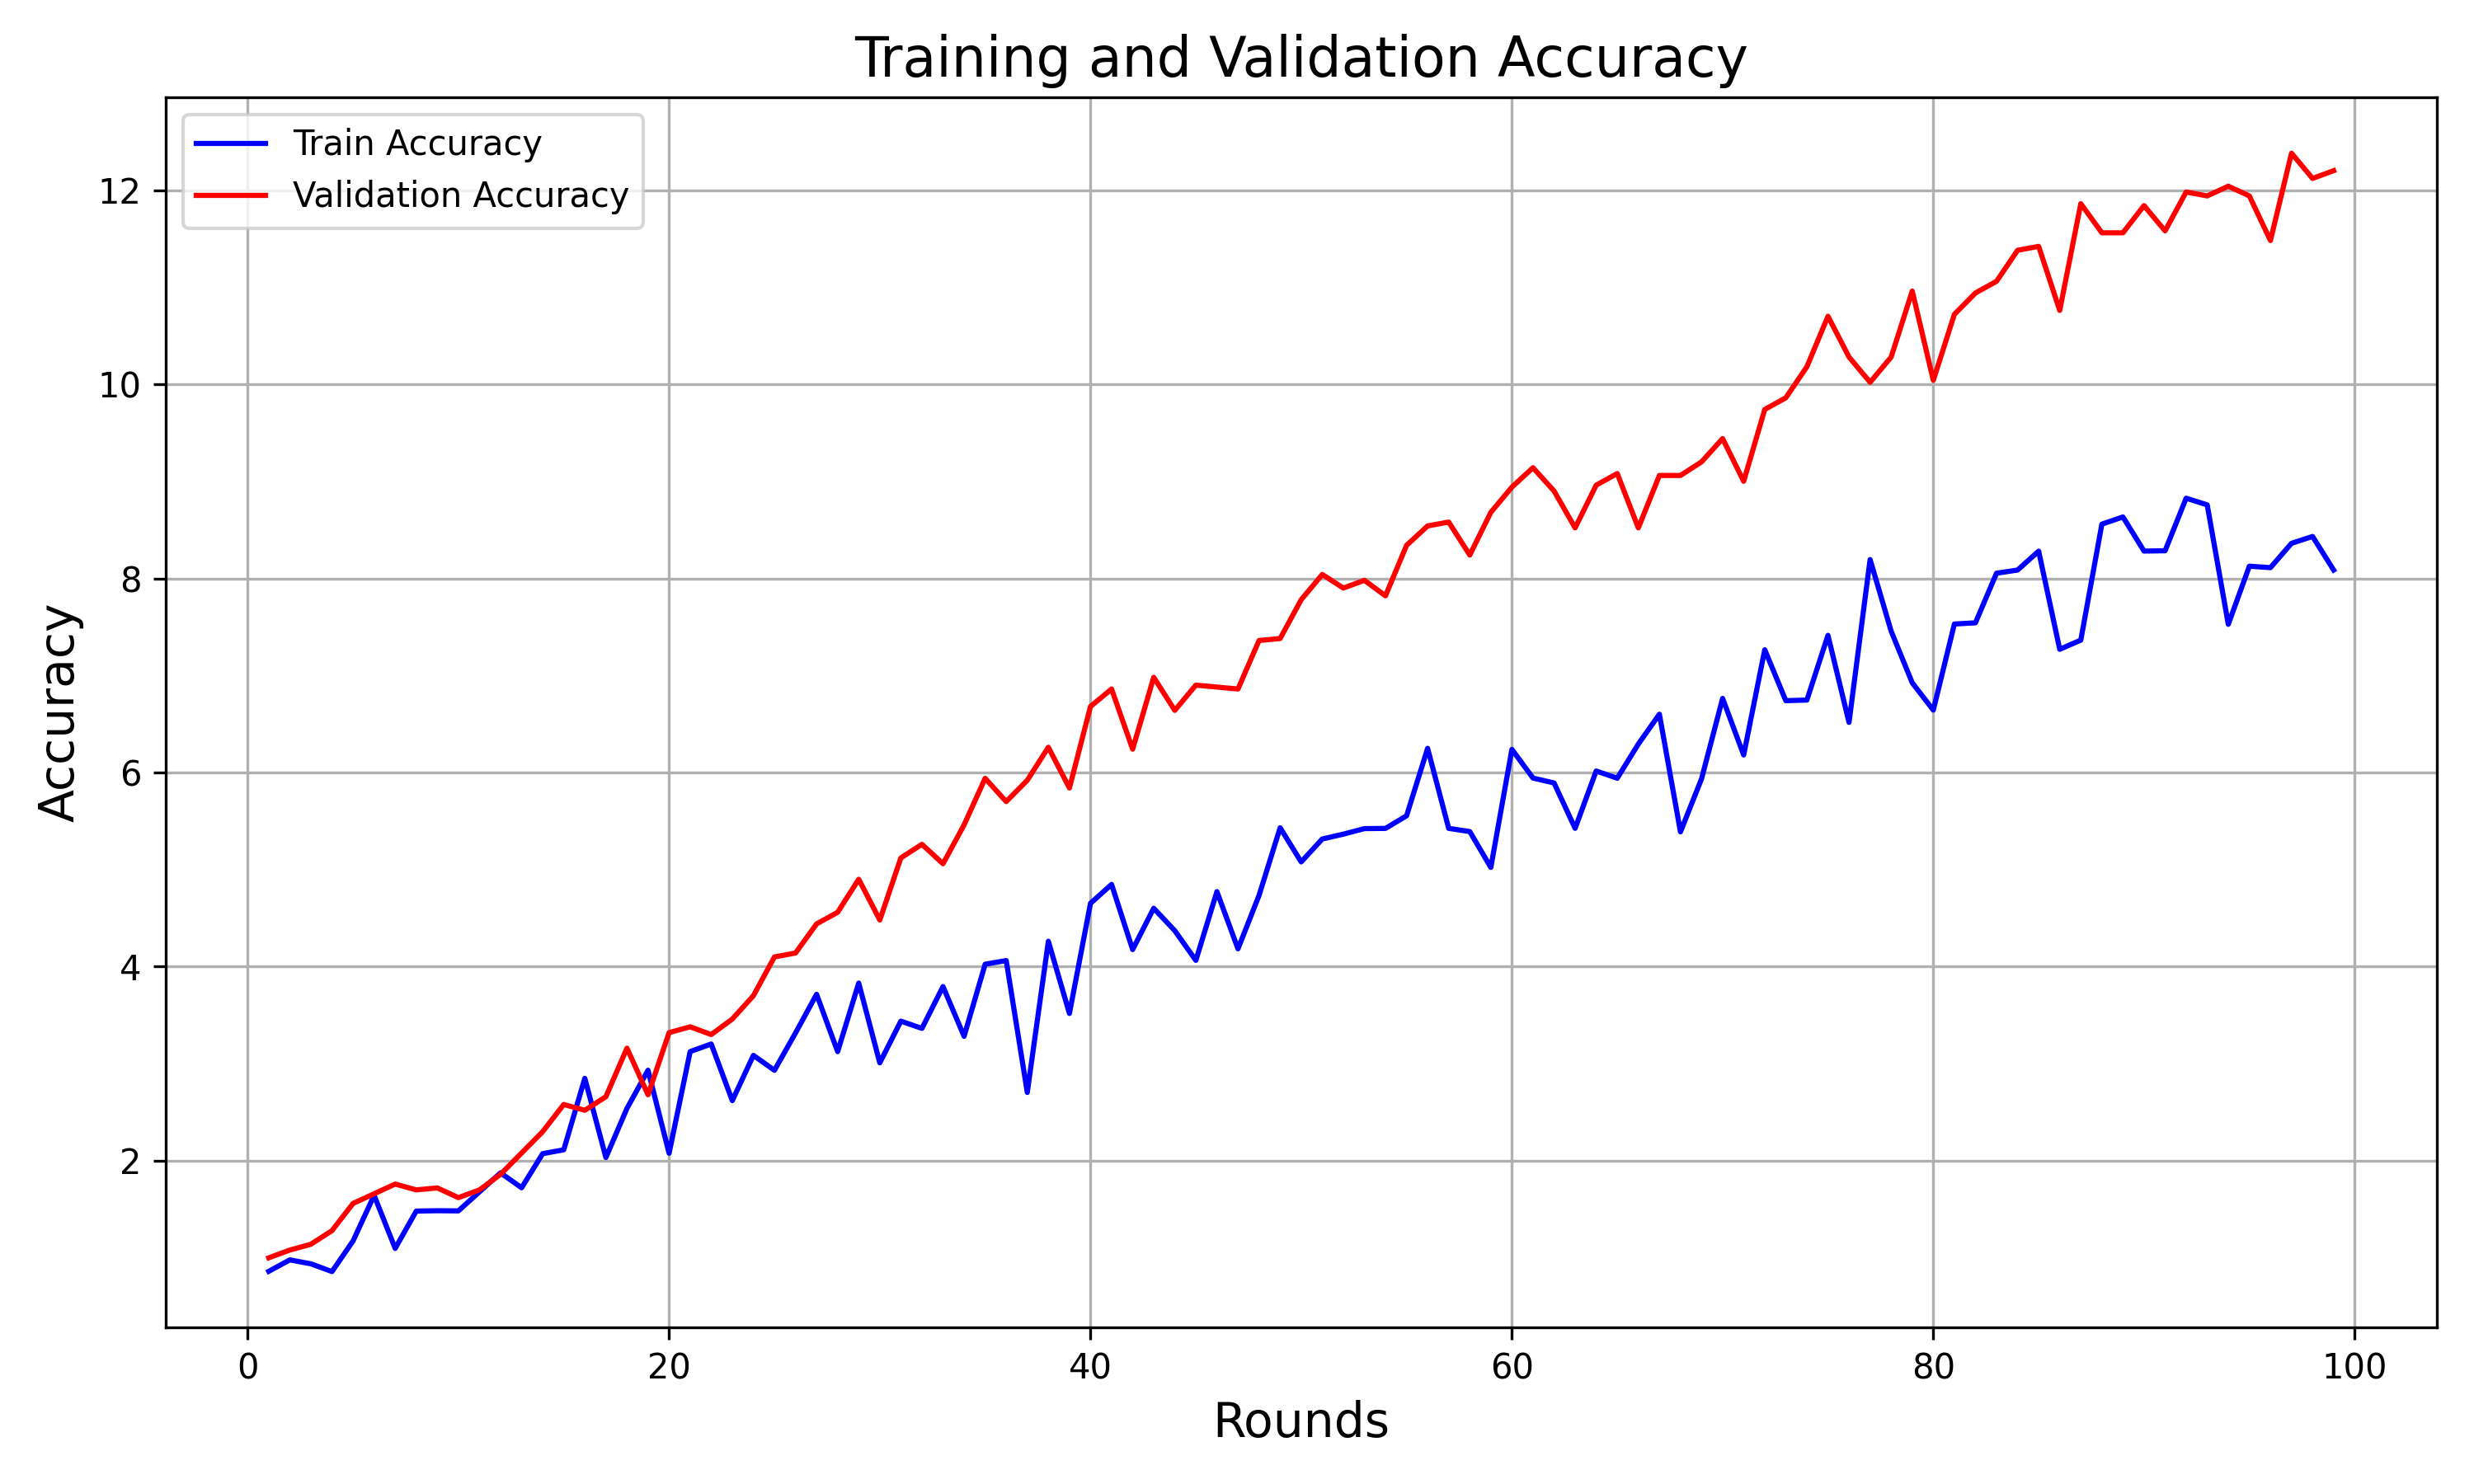 Training and Validation Accuracy
Train Accuracy
Validation Accuracy
12
10
8
6
4
2
Accuracy
0 20 40 60 80 100
Rounds